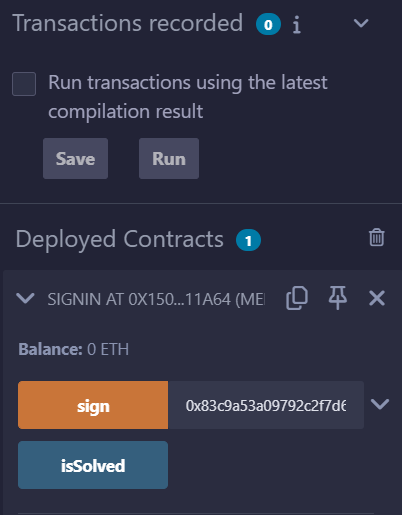 Transactions recorded 0 i
Run transactions using the latest
compilation result
Save Run
Deployed Contracts 1
SIGNIN AT 0X150...11A64 (ME
Balance: 0 ETH
sign 0x83c9a53a09792c2f7d6
isSolved